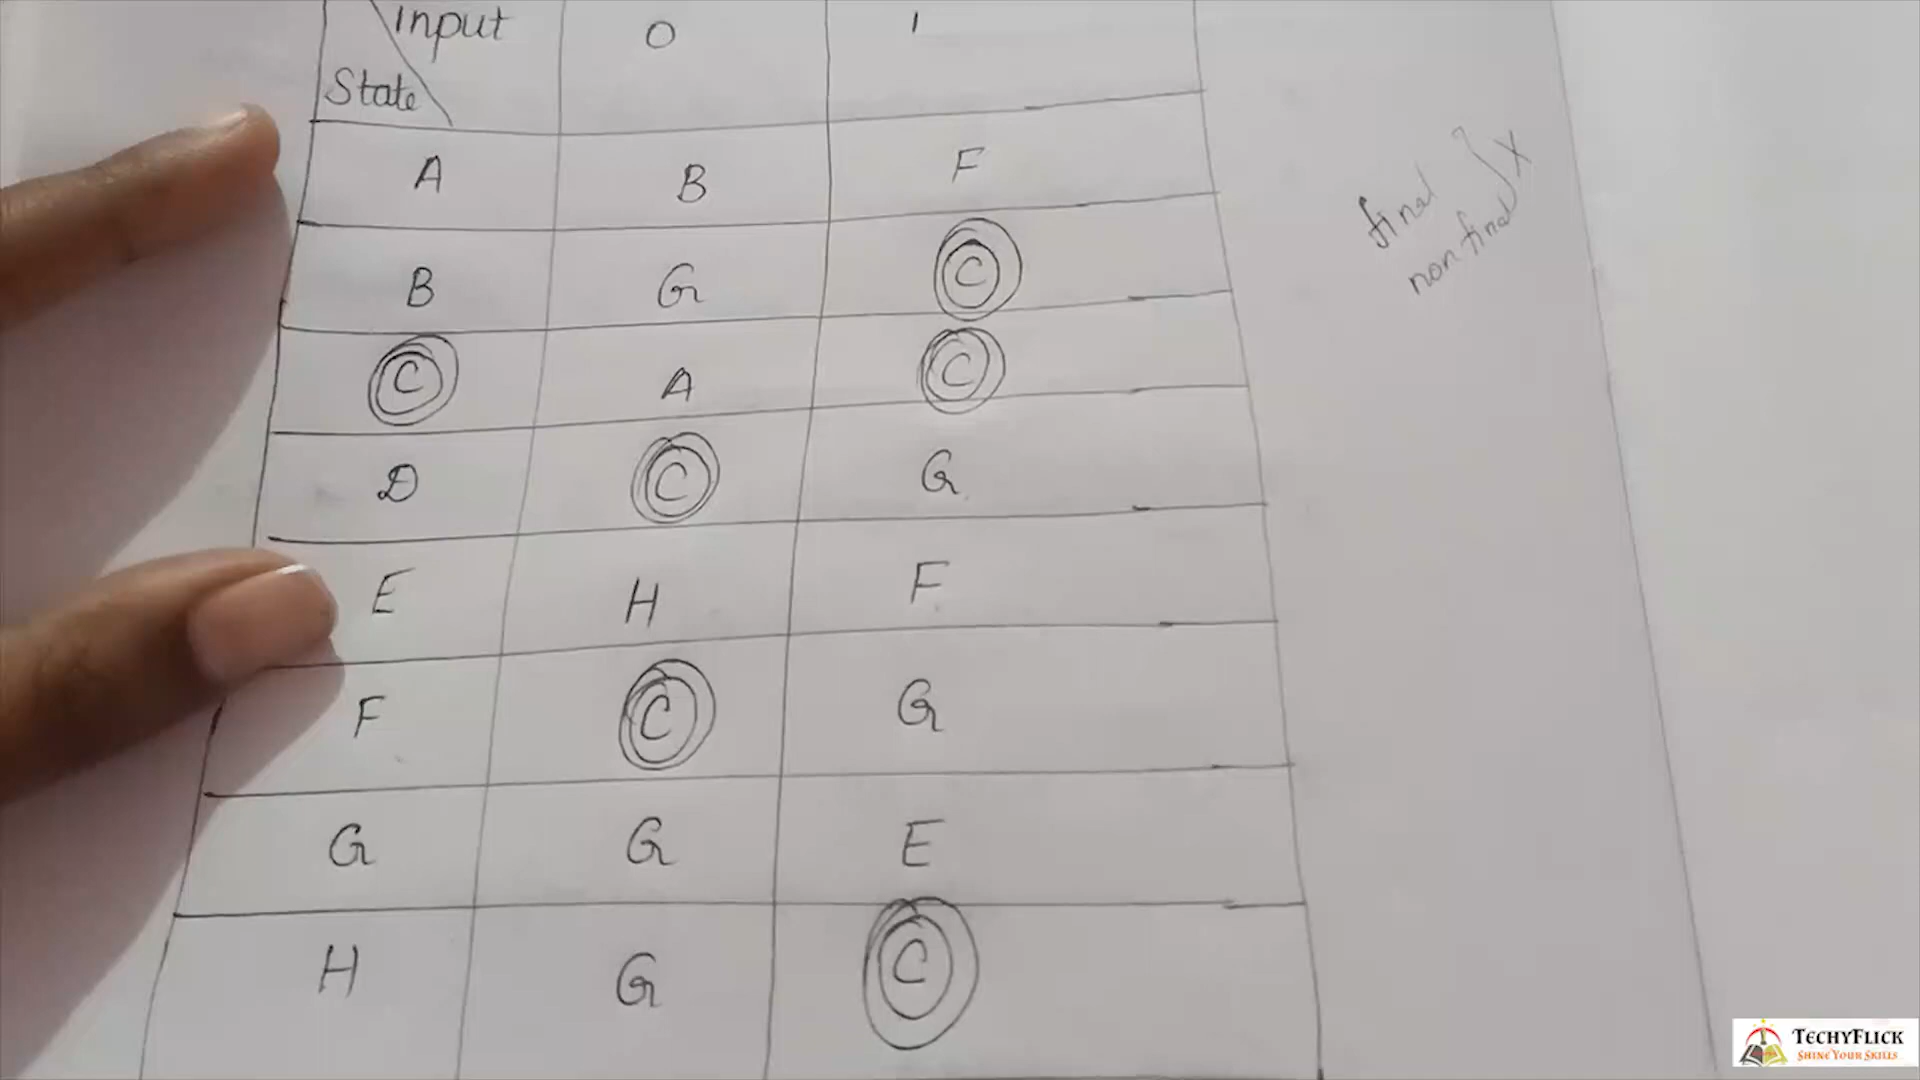 Input 0 1
State
A B F
B G C
C A C
D C G
E H F
F C G
G G E
H G C
final
non final } X
TECHYFLICK
SHINE YOUR SKILLS